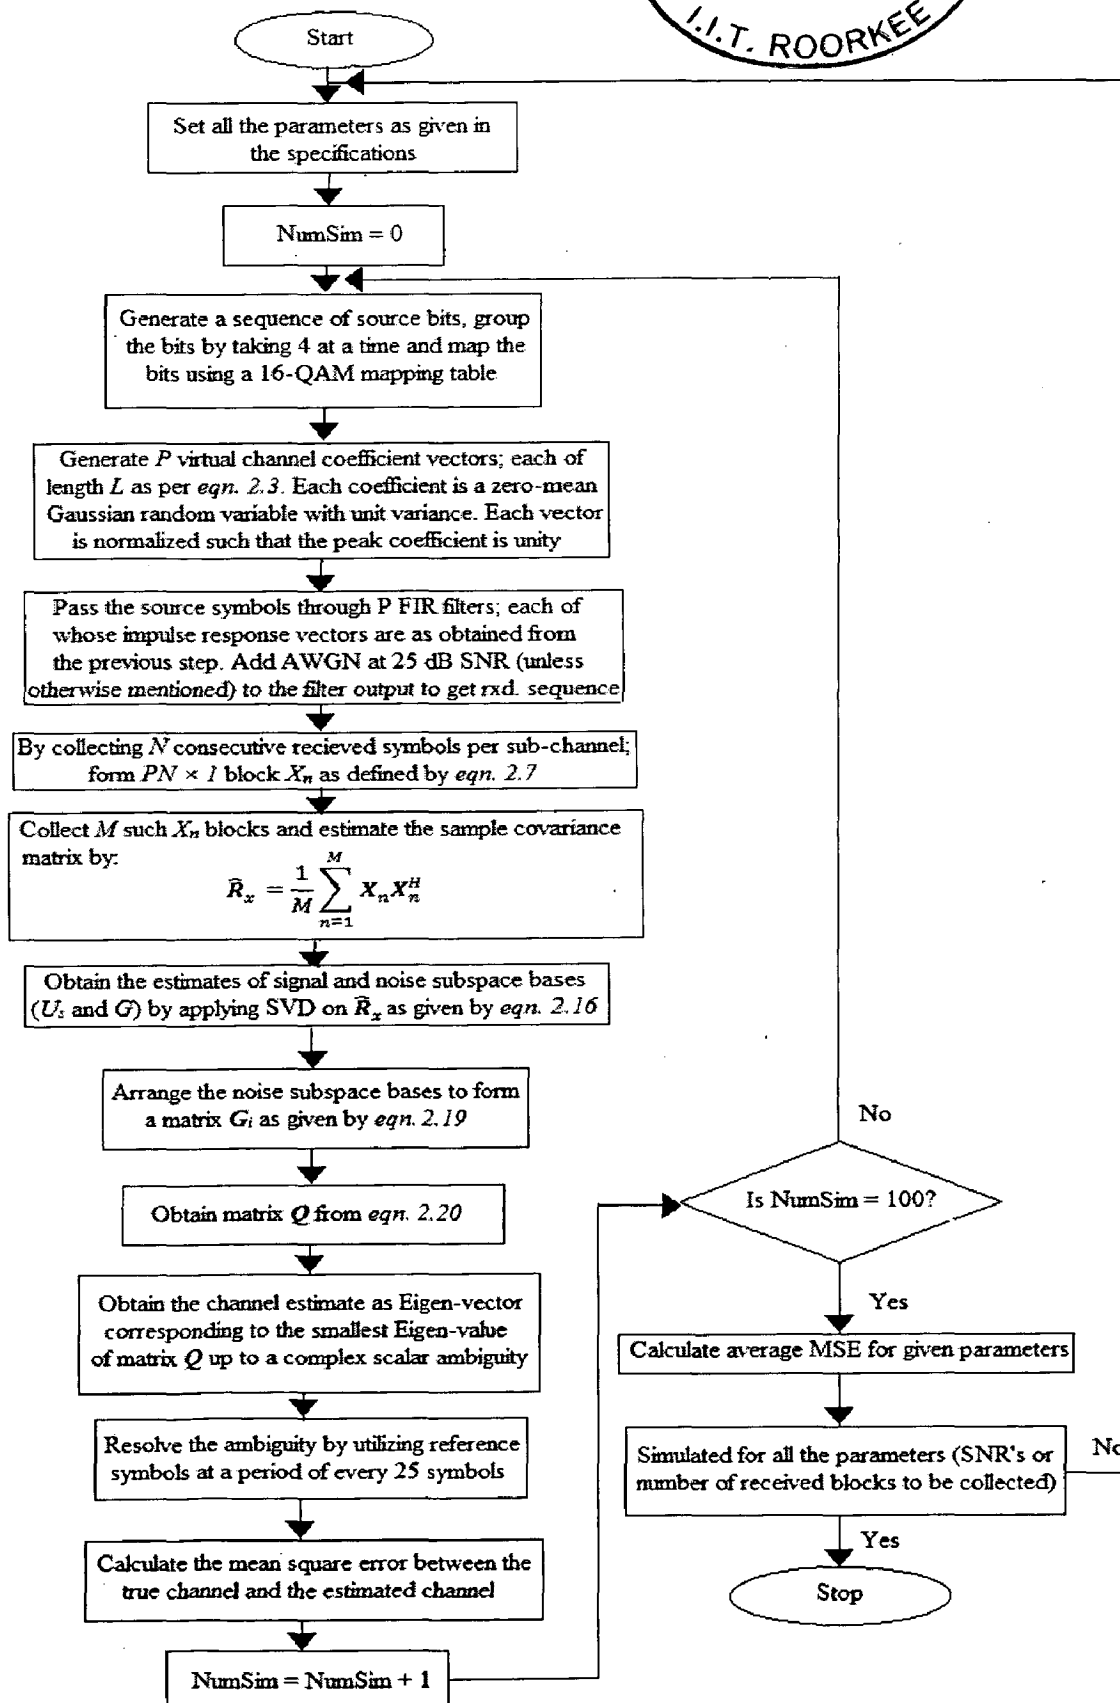 I.I.T. ROORKEE
Start
Set all the parameters as given in
the specifications
NumSim = 0
Generate a sequence of source bits, group
the bits by taking 4 at a time and map the
bits using a 16-QAM mapping table
Generate P virtual channel coefficient vectors; each of
length L as per eqn. 2.3. Each coefficient is a zero-mean
Gaussian random variable with unit variance. Each vector
is normalized such that the peak coefficient is unity
Pass the source symbols through P FIR filters; each of
whose impulse response vectors are as obtained from
the previous step. Add AWGN at 25 dB SNR (unless
otherwise mentioned) to the filter output to get rxd. sequence
By collecting N consecutive recieved symbols per sub-channel;
form PN × 1 block Xₙ as defined by eqn. 2.7
Collect M such Xₙ blocks and estimate the sample covariance
matrix by:
R̂ₓ = 1/M ∑_{n=1}^{M} Xₙ Xₙᴴ
Obtain the estimates of signal and noise subspace bases
(Uₛ and G) by applying SVD on R̂ₓ as given by eqn. 2.16
Arrange the noise subspace bases to form
a matrix Gᵢ as given by eqn. 2.19
Obtain matrix Q from eqn. 2.20
Obtain the channel estimate as Eigen-vector
corresponding to the smallest Eigen-value
of matrix Q up to a complex scalar ambiguity
Resolve the ambiguity by utilizing reference
symbols at a period of every 25 symbols
Calculate the mean square error between the
true channel and the estimated channel
NumSim = NumSim + 1
No
Is NumSim = 100?
Yes
Calculate average MSE for given parameters
Simulated for all the parameters (SNR's or
number of received blocks to be collected)
No
Yes
Stop